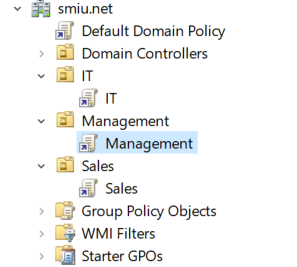 smiu.net
Default Domain Policy
Domain Controllers
IT
IT
Management
Management
Sales
Sales
Group Policy Objects
WMI Filters
Starter GPOs